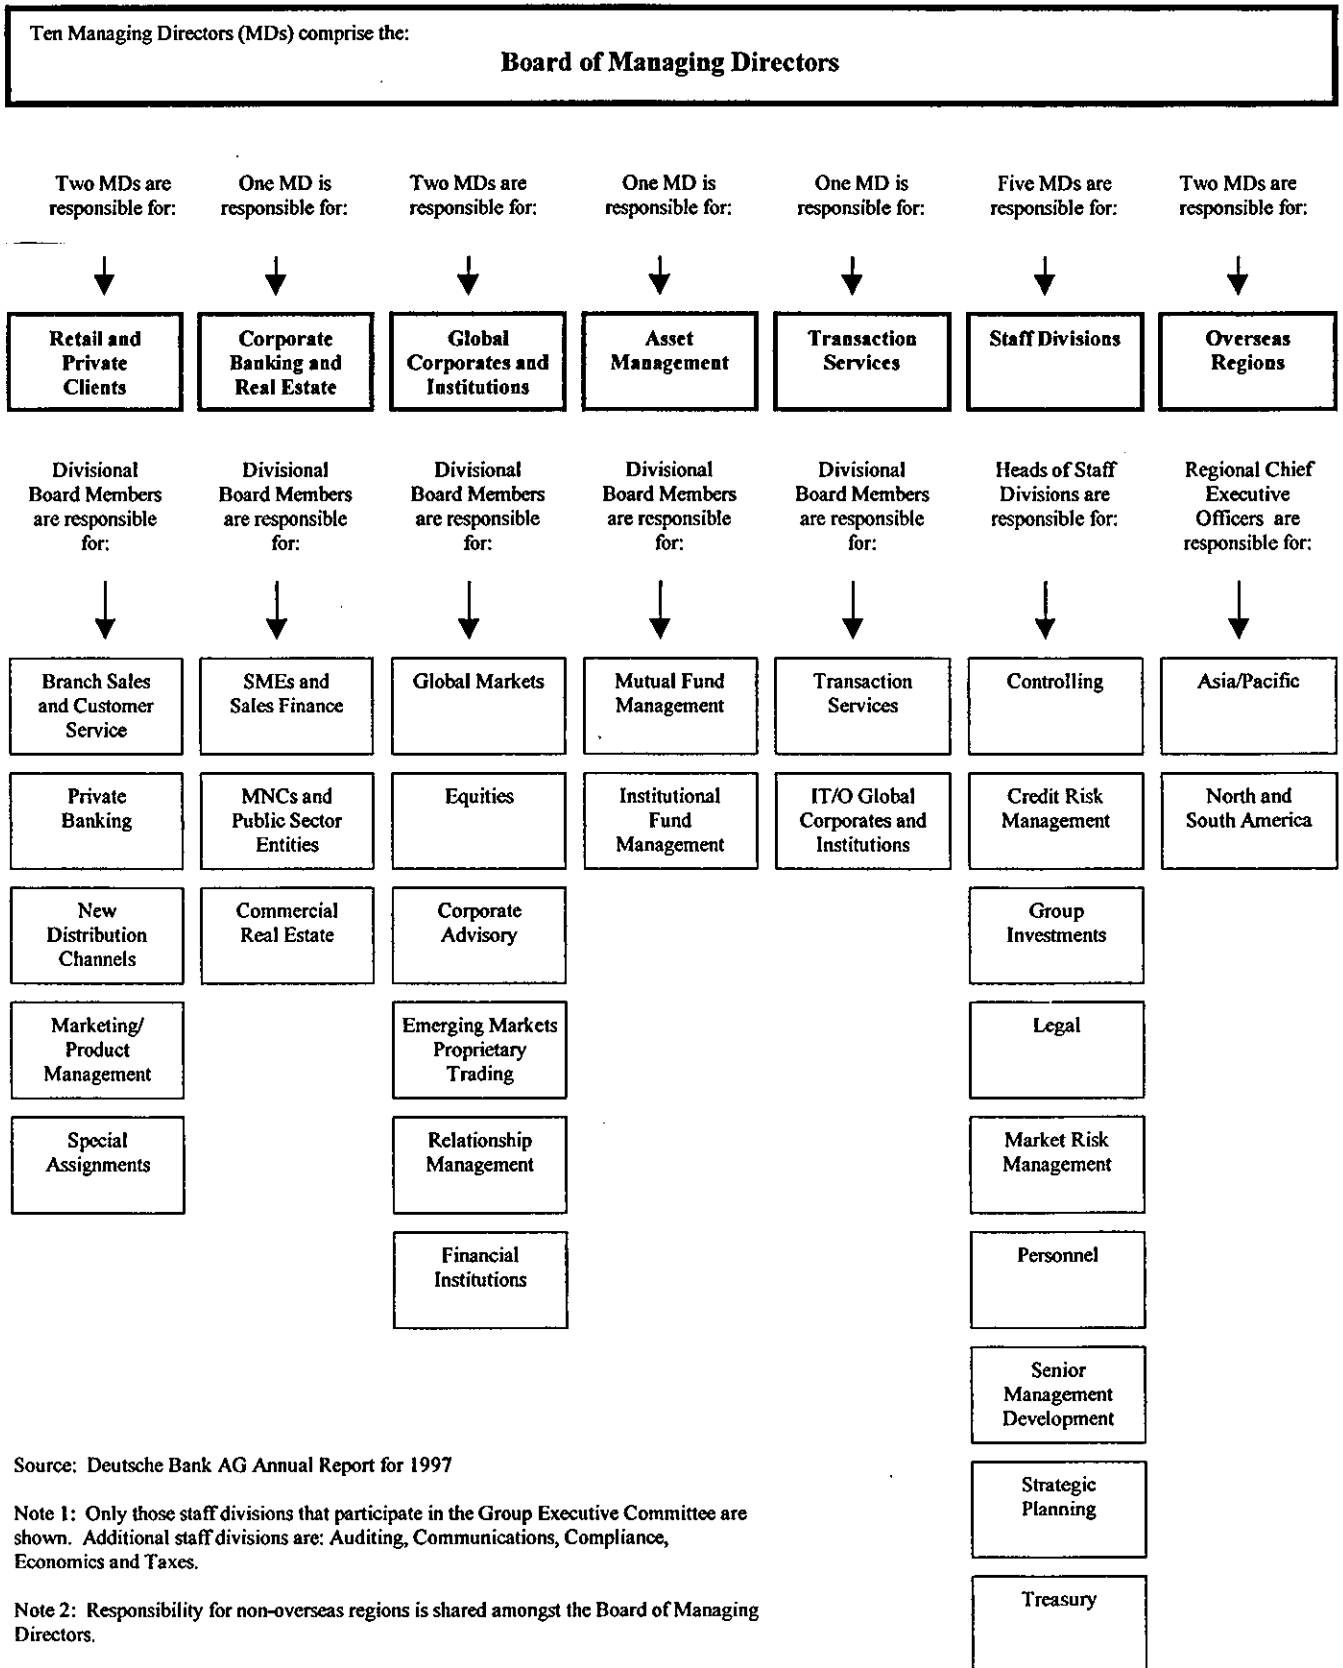 Ten Managing Directors (MDs) comprise the:
Board of Managing Directors
Two MDs are
responsible for:
One MD is
responsible for:
Two MDs are
responsible for:
One MD is
responsible for:
One MD is
responsible for:
Five MDs are
responsible for:
Two MDs are
responsible for:
Retail and
Private
Clients
Corporate
Banking and
Real Estate
Global
Corporates and
Institutions
Asset
Management
Transaction
Services
Staff Divisions
Overseas
Regions
Divisional
Board Members
are responsible
for:
Divisional
Board Members
are responsible
for:
Divisional
Board Members
are responsible
for:
Divisional
Board Members
are responsible
for:
Divisional
Board Members
are responsible
for:
Heads of Staff
Divisions are
responsible for:
Regional Chief
Executive
Officers are
responsible for:
Branch Sales
and Customer
Service
SMEs and
Sales Finance
Global Markets
Mutual Fund
Management
Transaction
Services
Controlling
Asia/Pacific
Private
Banking
MNCs and
Public Sector
Entities
Equities
Institutional
Fund
Management
IT/O Global
Corporates and
Institutions
Credit Risk
Management
North and
South America
New
Distribution
Channels
Commercial
Real Estate
Corporate
Advisory
Group
Investments
Marketing/
Product
Management
Emerging Markets
Proprietary
Trading
Legal
Special
Assignments
Relationship
Management
Market Risk
Management
Financial
Institutions
Personnel
Senior
Management
Development
Strategic
Planning
Treasury
Source: Deutsche Bank AG Annual Report for 1997
Note 1: Only those staff divisions that participate in the Group Executive Committee are
shown. Additional staff divisions are: Auditing, Communications, Compliance,
Economics and Taxes.
Note 2: Responsibility for non-overseas regions is shared amongst the Board of Managing
Directors.